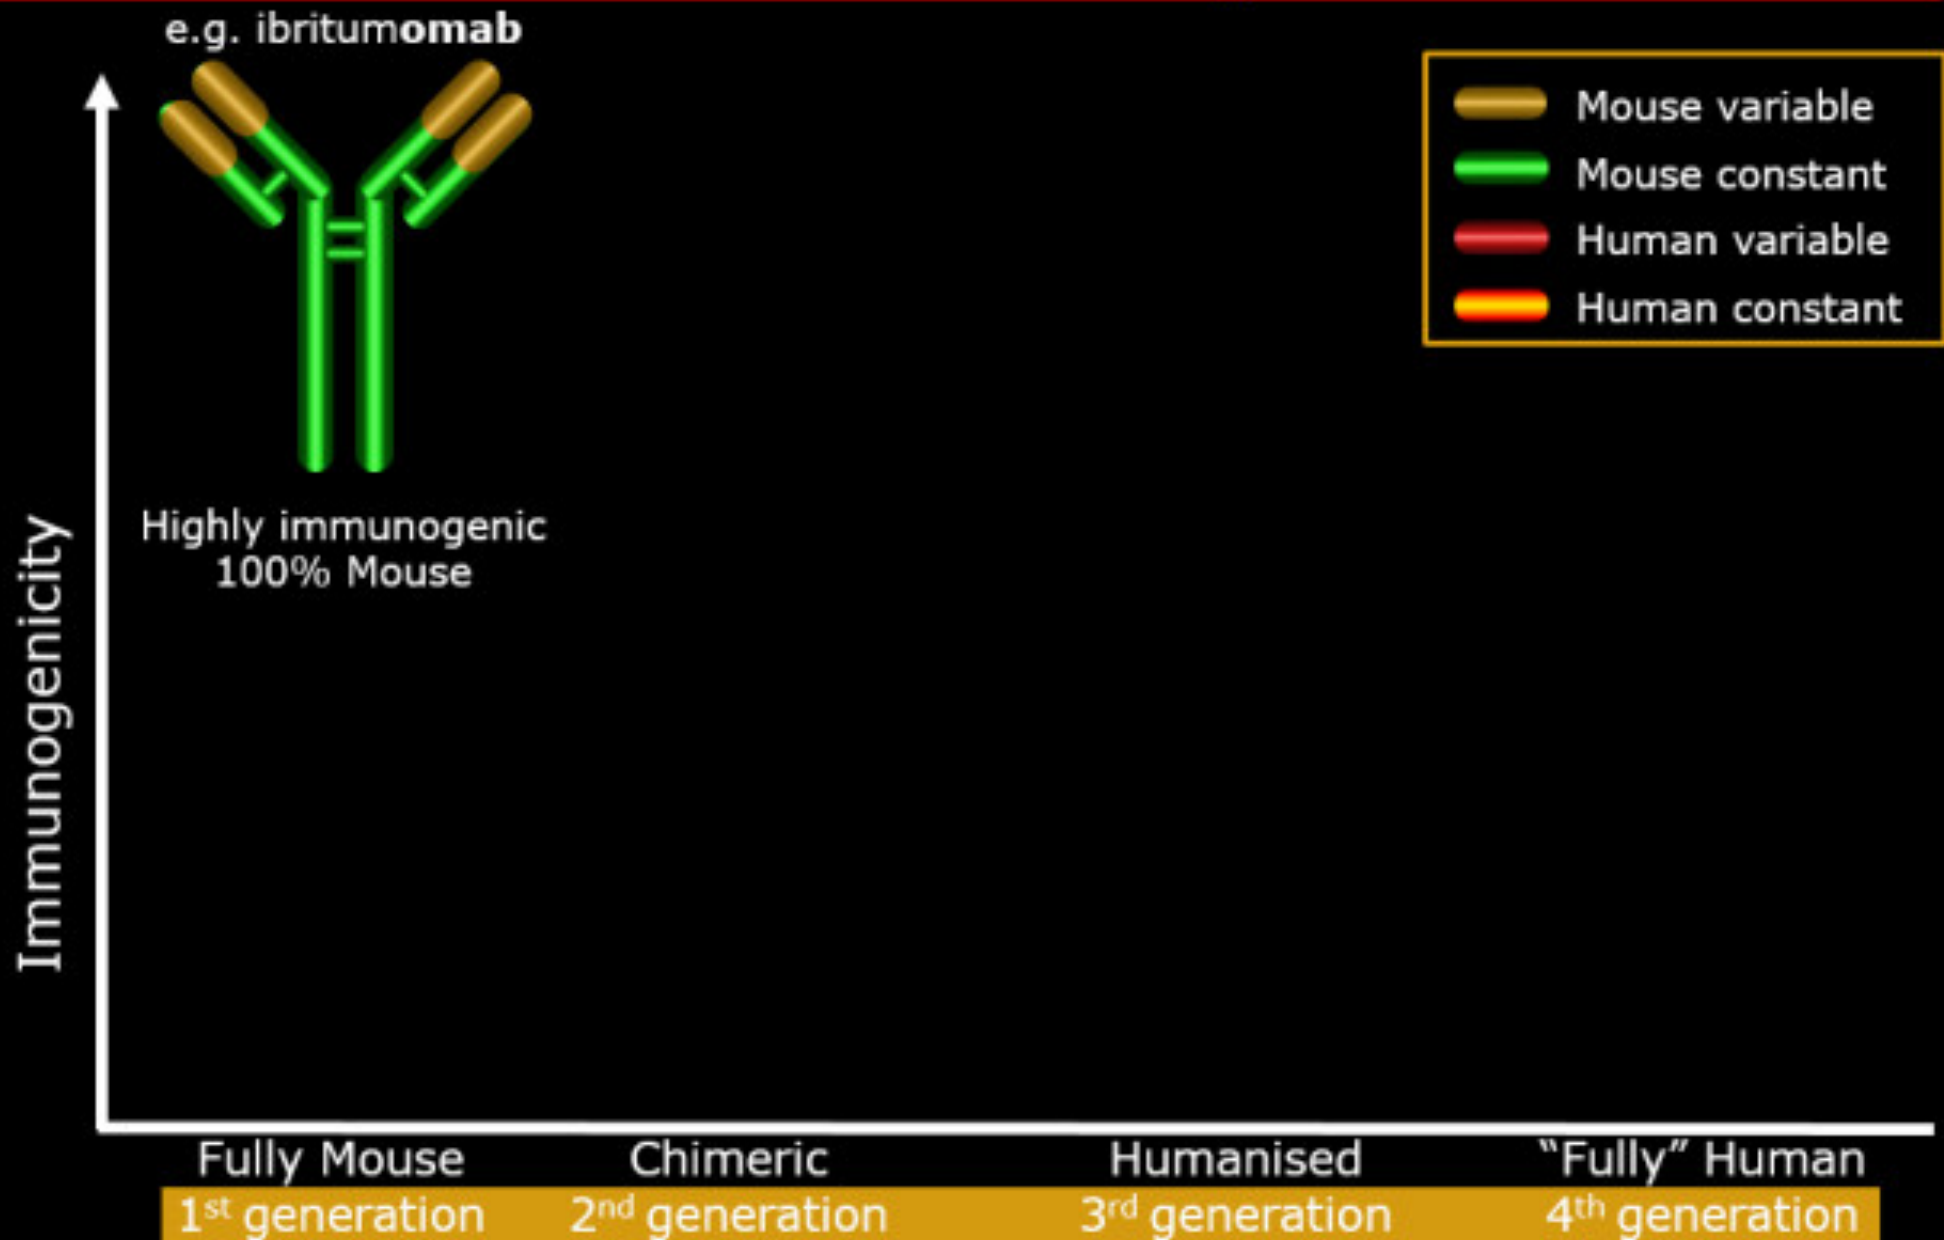 e.g. ibritumomab
Mouse variable
Mouse constant
Human variable
Human constant
Highly immunogenic
100% Mouse
Immunogenicity
Fully Mouse
Chimeric
Humanised
“Fully” Human
1st generation
2nd generation
3rd generation
4th generation